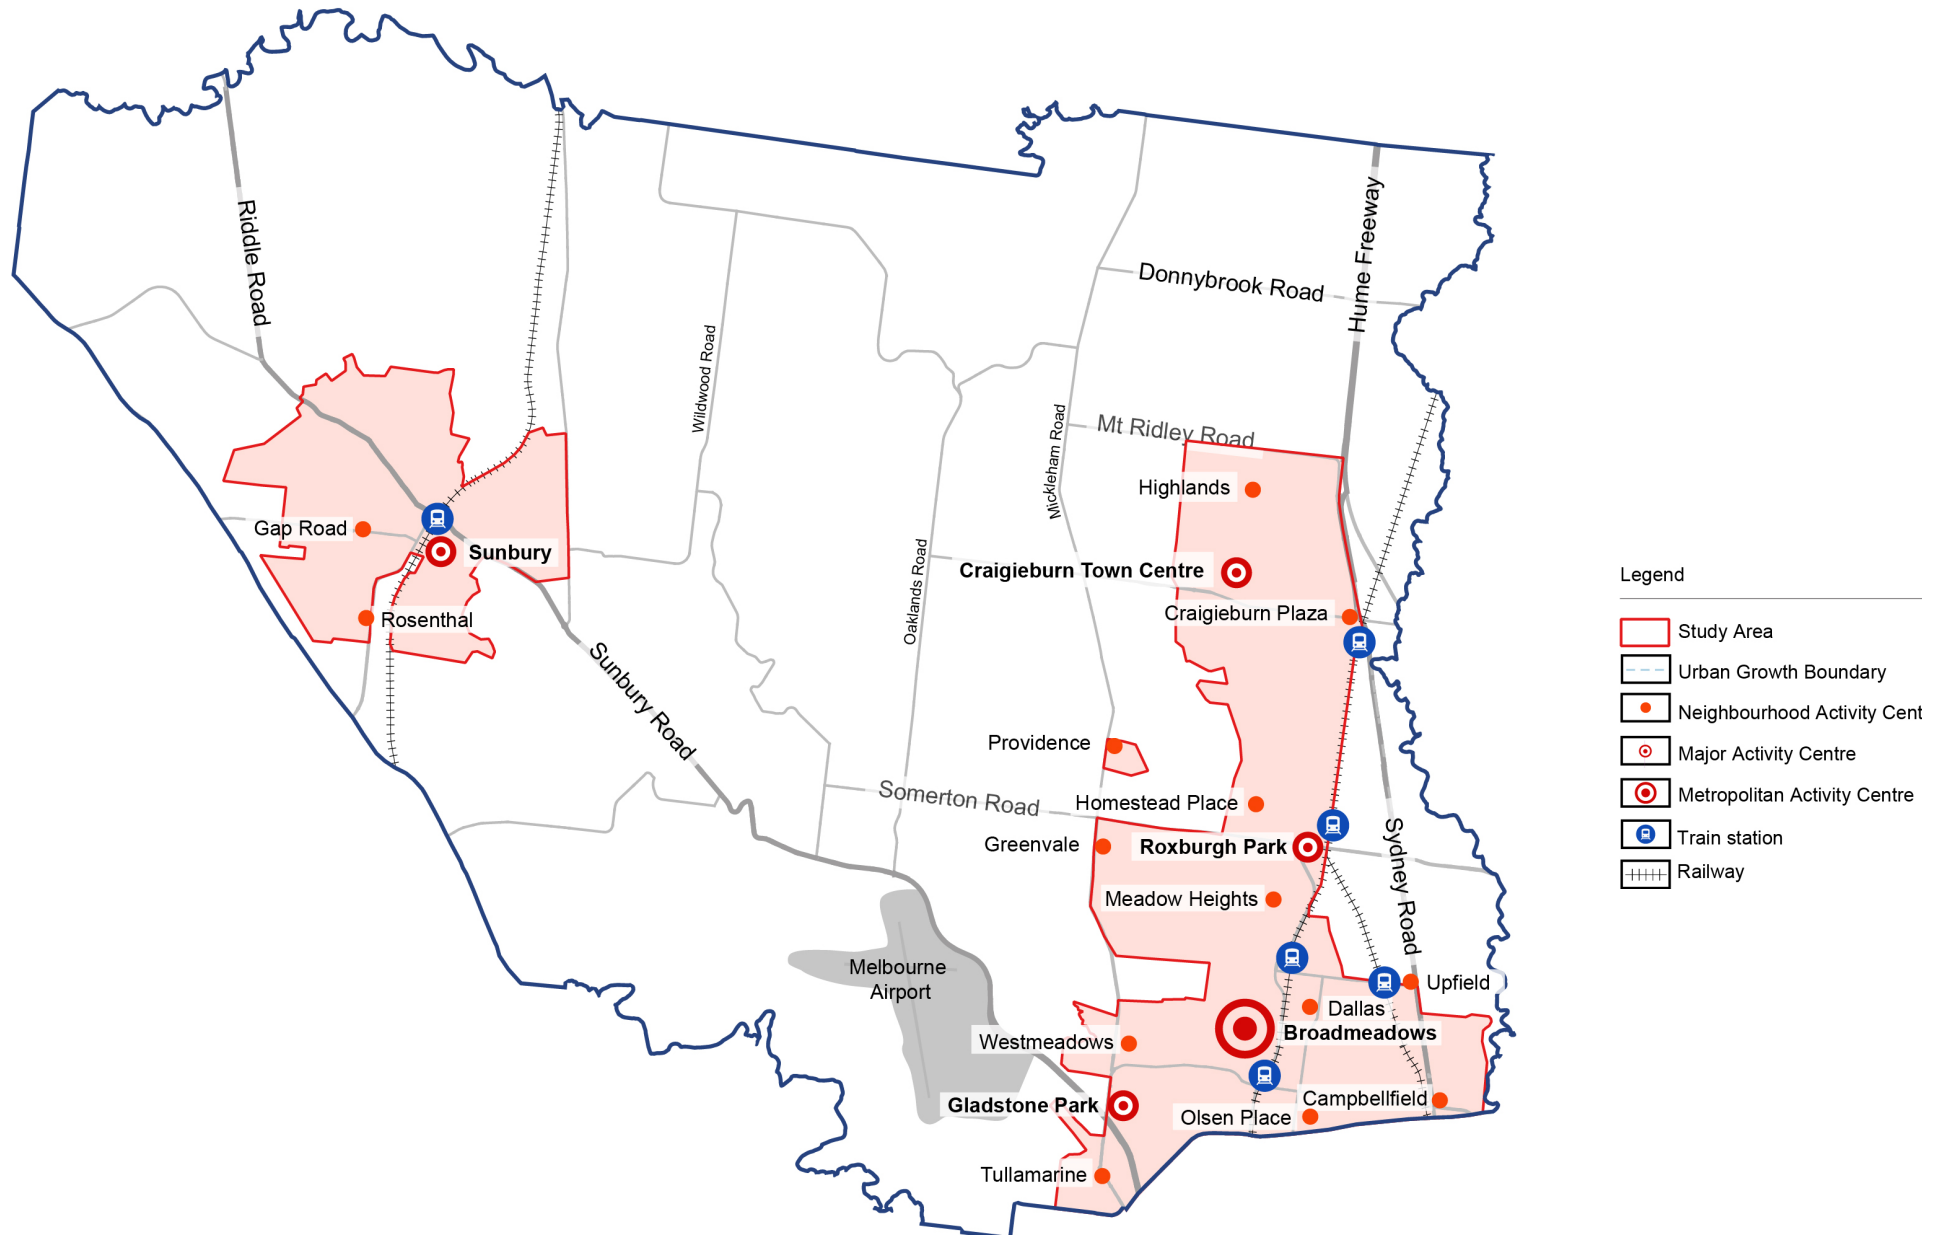 Riddle Road
Hume Freeway
Donnybrook Road
Wildwood Road
Mickleham Road
Mt Ridley Road
Highlands
Gap Road
Sunbury
Oaklands Road
Craigieburn Town Centre
Craigieburn Plaza
Rosenthal
Sunbury Road
Providence
Somerton Road
Homestead Place
Greenvale
Roxburgh Park
Sydney Road
Meadow Heights
Melbourne
Airport
Upfield
Dallas
Broadmeadows
Westmeadows
Gladstone Park
Campbellfield
Olsen Place
Tullamarine
Legend
Study Area
Urban Growth Boundary
Neighbourhood Activity Cent
Major Activity Centre
Metropolitan Activity Centre
Train station
Railway